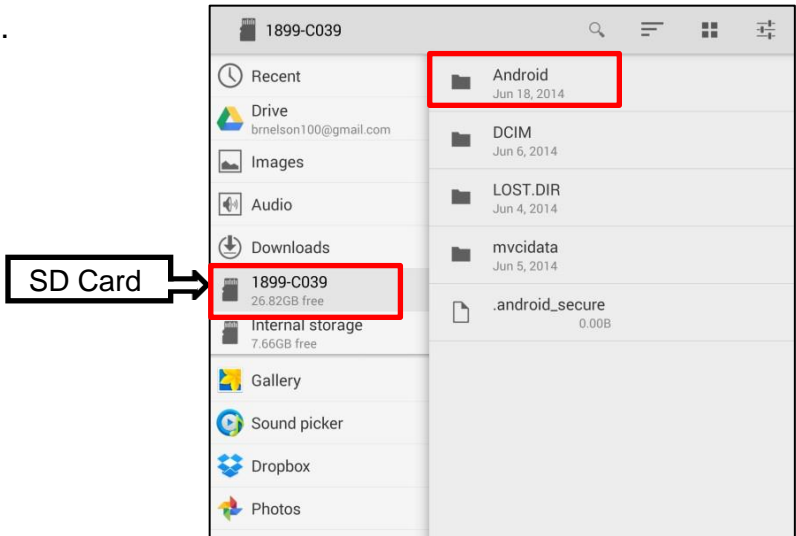 .
1899-C039
Recent
Drive
brnelson100@gmail.com
Images
Audio
Downloads
1899-C039
26.82GB free
Internal storage
7.66GB free
Gallery
Sound picker
Dropbox
Photos
Android
Jun 18, 2014
DCIM
Jun 6, 2014
LOST.DIR
Jun 4, 2014
mvcidata
Jun 5, 2014
.android_secure
0.00B
SD Card